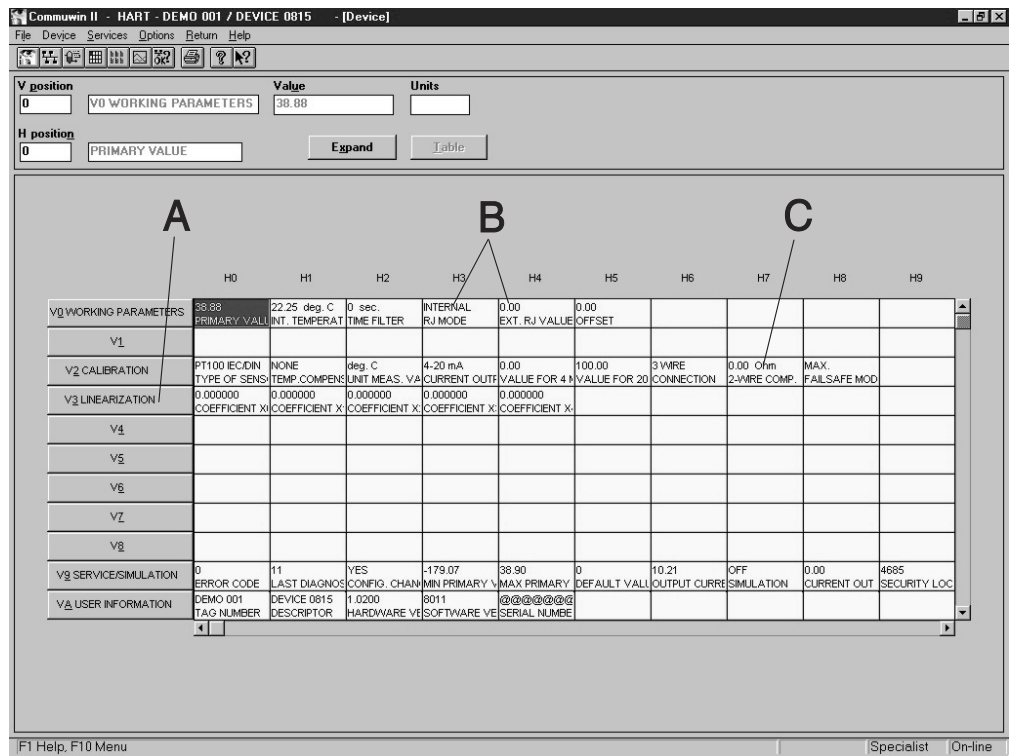 Commuwin II - HART - DEMO 001 / DEVICE 0815 - [Device]
File Device Services Options Return Help
V position Value Units
0 V0 WORKING PARAMETERS 38.88
H position
0 PRIMARY VALUE Expand Table
A B C
H0 H1 H2 H3 H4 H5 H6 H7 H8 H9
V0 WORKING PARAMETERS
38.88 22.25 deg. C 0 sec. INTERNAL 0.00 0.00
PRIMARY VALU INT. TEMPERAT TIME FILTER RJ MODE EXT. RJ VALUE OFFSET
V1
V2 CALIBRATION
PT100 IEC/DIN NONE deg. C 4-20 mA 0.00 100.00 3 WIRE 0.00 Ohm MAX.
TYPE OF SENS TEMP.COMPENS UNIT MEAS. VA CURRENT OUTP VALUE FOR 4 M VALUE FOR 20 CONNECTION 2-WIRE COMP. FAILSAFE MOD
V3 LINEARIZATION
0.000000 0.000000 0.000000 0.000000 0.000000
COEFFICIENT X COEFFICIENT X COEFFICIENT X COEFFICIENT X COEFFICIENT X
V4
V5
V6
V7
V8
V9 SERVICE/SIMULATION
0 11 YES -179.07 38.90 0 10.21 OFF 0.00 4685
ERROR CODE LAST DIAGNOS CONFIG. CHAN MIN PRIMARY V MAX PRIMARY DEFAULT VALU OUTPUT CURRE SIMULATION CURRENT OUT SECURITY LOC
VA USER INFORMATION
DEMO 001 DEVICE 0815 1.0200 8011 @@@@@@@
TAG NUMBER DESCRIPTOR HARDWARE VE SOFTWARE VE SERIAL NUMBE
F1 Help, F10 Menu Specialist On-line